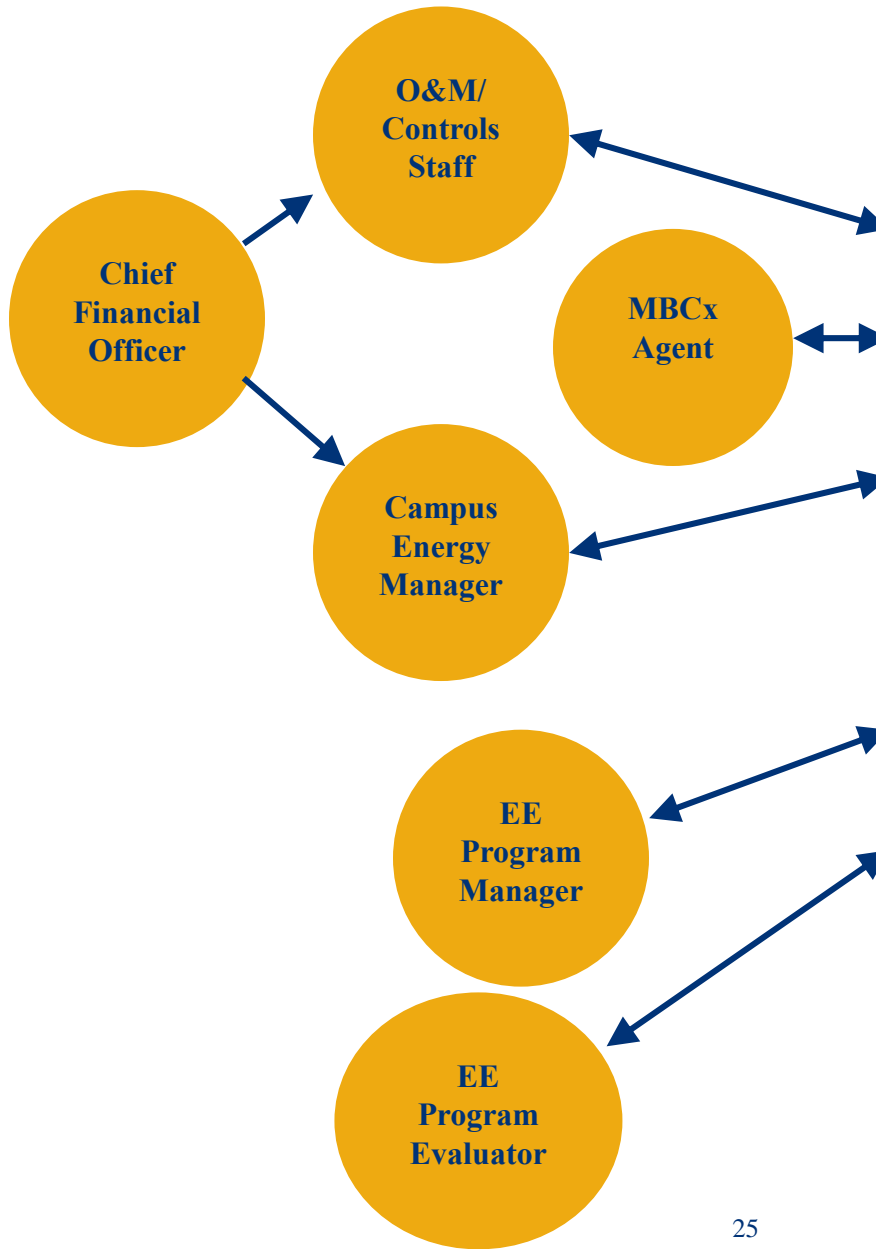 O&M/
Controls
Staff
Chief
Financial
Officer
MBCx
Agent
Campus
Energy
Manager
EE
Program
Manager
EE
Program
Evaluator
25